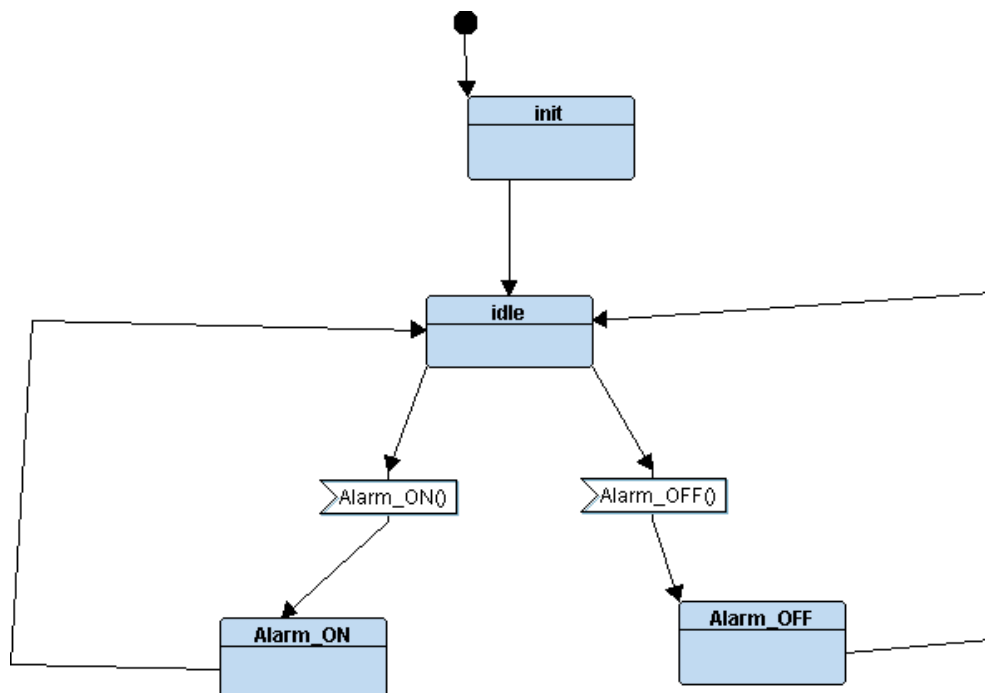 init
idle
Alarm_ON()
Alarm_OFF()
Alarm_ON
Alarm_OFF